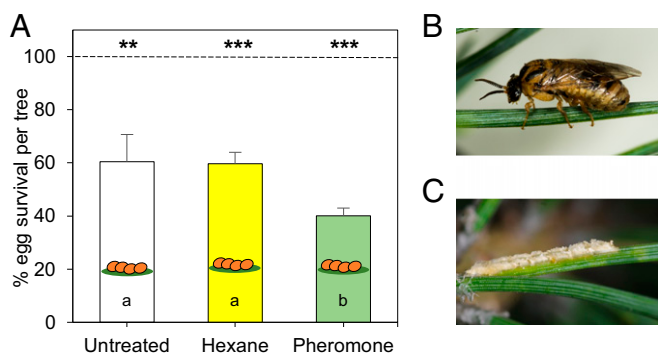 A
B
C
** *** ***
100
80
60
40
20
0
% egg survival per tree
a a b
Untreated Hexane Pheromone